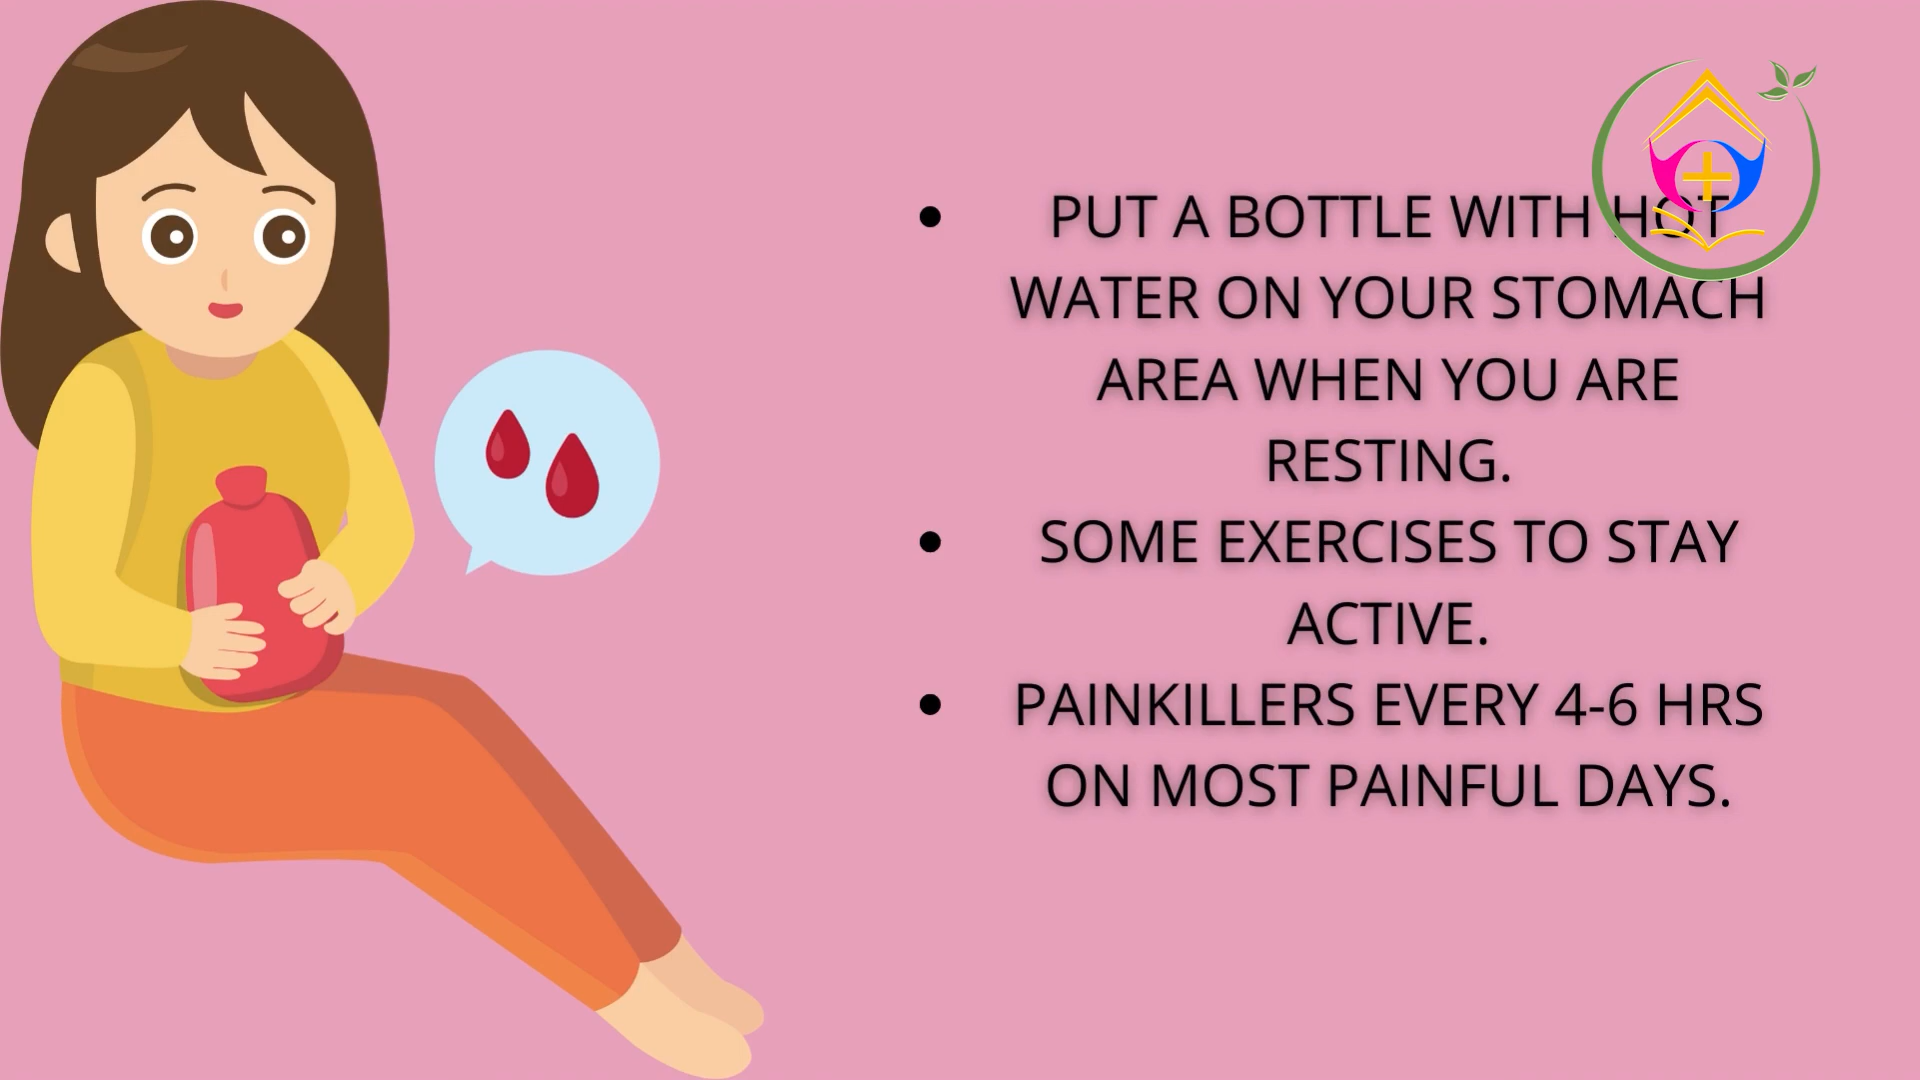 • PUT A BOTTLE WITH HOT
WATER ON YOUR STOMACH
AREA WHEN YOU ARE
RESTING.
• SOME EXERCISES TO STAY
ACTIVE.
• PAINKILLERS EVERY 4-6 HRS
ON MOST PAINFUL DAYS.